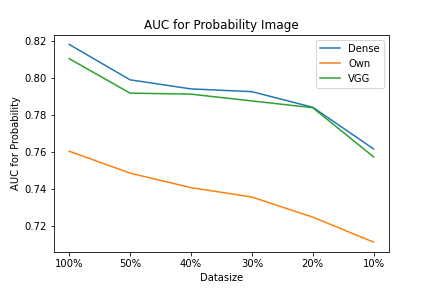 AUC for Probability Image
AUC for Probability
0.82
0.80
0.78
0.76
0.74
0.72
Dense
Own
VGG
100%
50%
40%
30%
20%
10%
Datasize